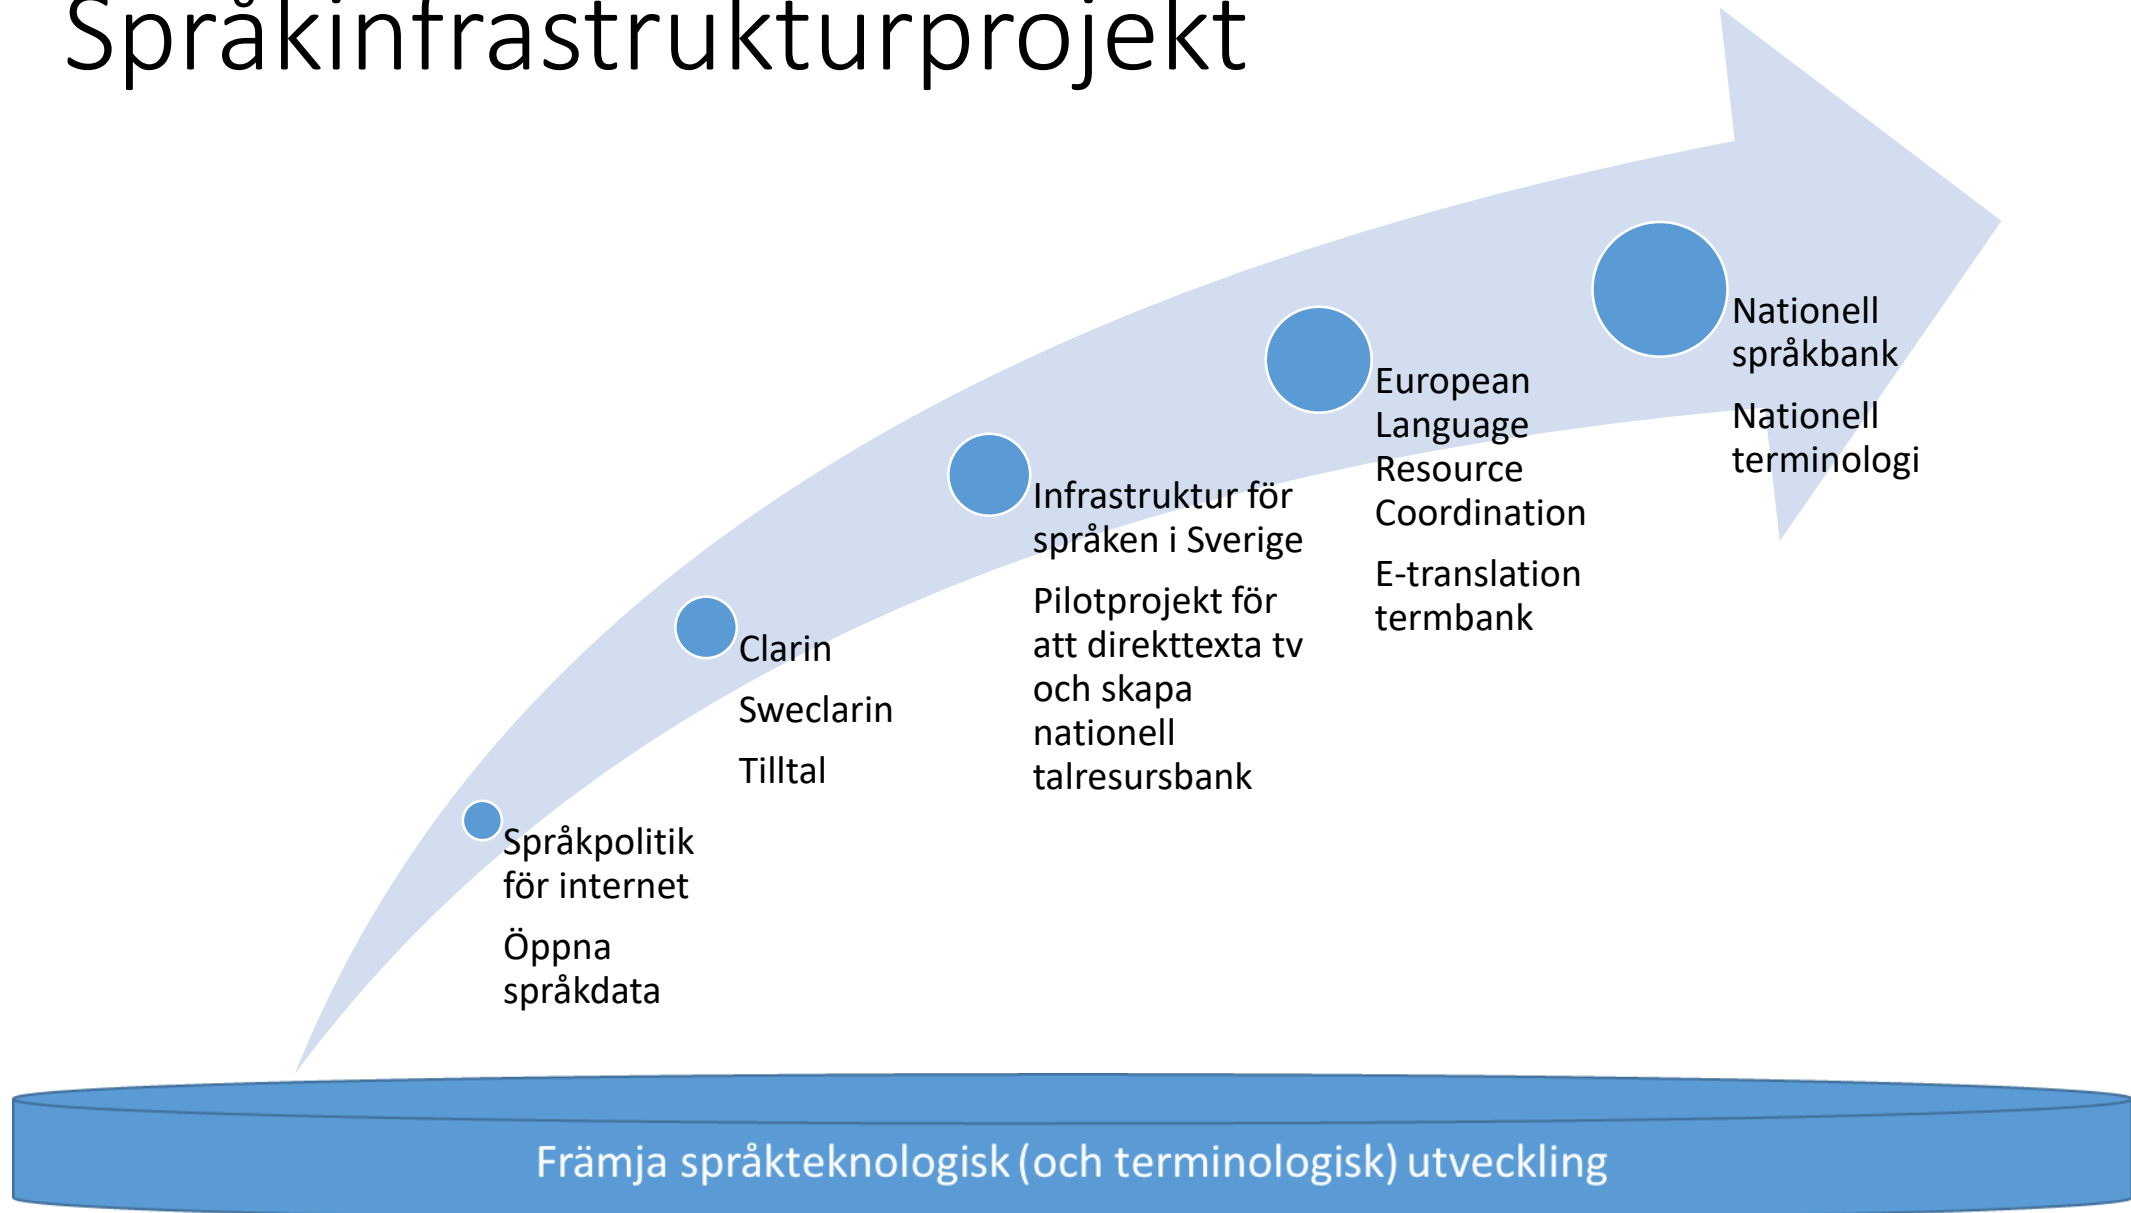 Språkinfrastrukturprojekt
Språkpolitik
för internet
Öppna
språkdata
Clarin
Sweclarin
Tilltal
Infrastruktur för
språken i Sverige
Pilotprojekt för
att direkttexta tv
och skapa
nationell
talresursbank
European
Language
Resource
Coordination
E-translation
termbank
Nationell
språkbank
Nationell
terminologi
Främja språkteknologisk (och terminologisk) utveckling